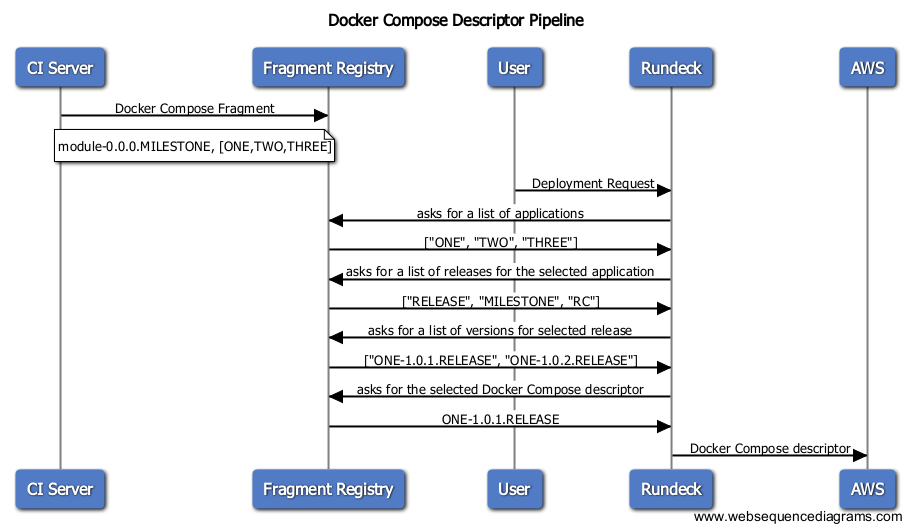 Docker Compose Descriptor Pipeline
CI Server
Fragment Registry
User
Rundeck
AWS
Docker Compose Fragment
module-0.0.0.MILESTONE, [ONE,TWO,THREE]
Deployment Request
asks for a list of applications
["ONE", "TWO", "THREE"]
asks for a list of releases for the selected application
["RELEASE", "MILESTONE", "RC"]
asks for a list of versions for selected release
["ONE-1.0.1.RELEASE", "ONE-1.0.2.RELEASE"]
asks for the selected Docker Compose descriptor
ONE-1.0.1.RELEASE
Docker Compose descriptor
CI Server
Fragment Registry
User
Rundeck
AWS
www.websequencediagrams.com